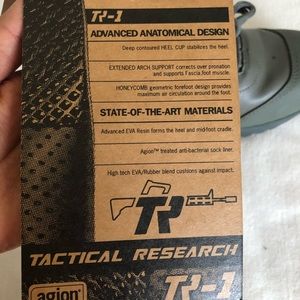 TR-1
ADVANCED ANATOMICAL DESIGN
Deep contoured HEEL CUP stabilizes the heel.
EXTENDED ARCH SUPPORT corrects over pronation
and supports Fascia foot muscle.
HONEYCOMB geometric forefoot design provides
maximum air circulation around the foot.
STATE-OF-THE-ART MATERIALS
Advanced EVA Resin forms the heel and mid-foot cradle.
Agion™ treated anti-bacterial sock liner.
High tech EVA/Rubber blend cushions against impact.
TR
TACTICAL RESEARCH
agion
TR-1